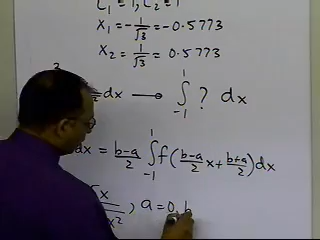 c₁ = 1, c₂ = 1
x₁ = -1/√3 = -0.5773
x₂ = 1/√3 = 0.5773
dx → ∫₋₁¹ ? dx
dx = (b-a)/2 ∫₋₁¹ f((b-a)/2 x + (b+a)/2) dx
x / x², a = 0, b